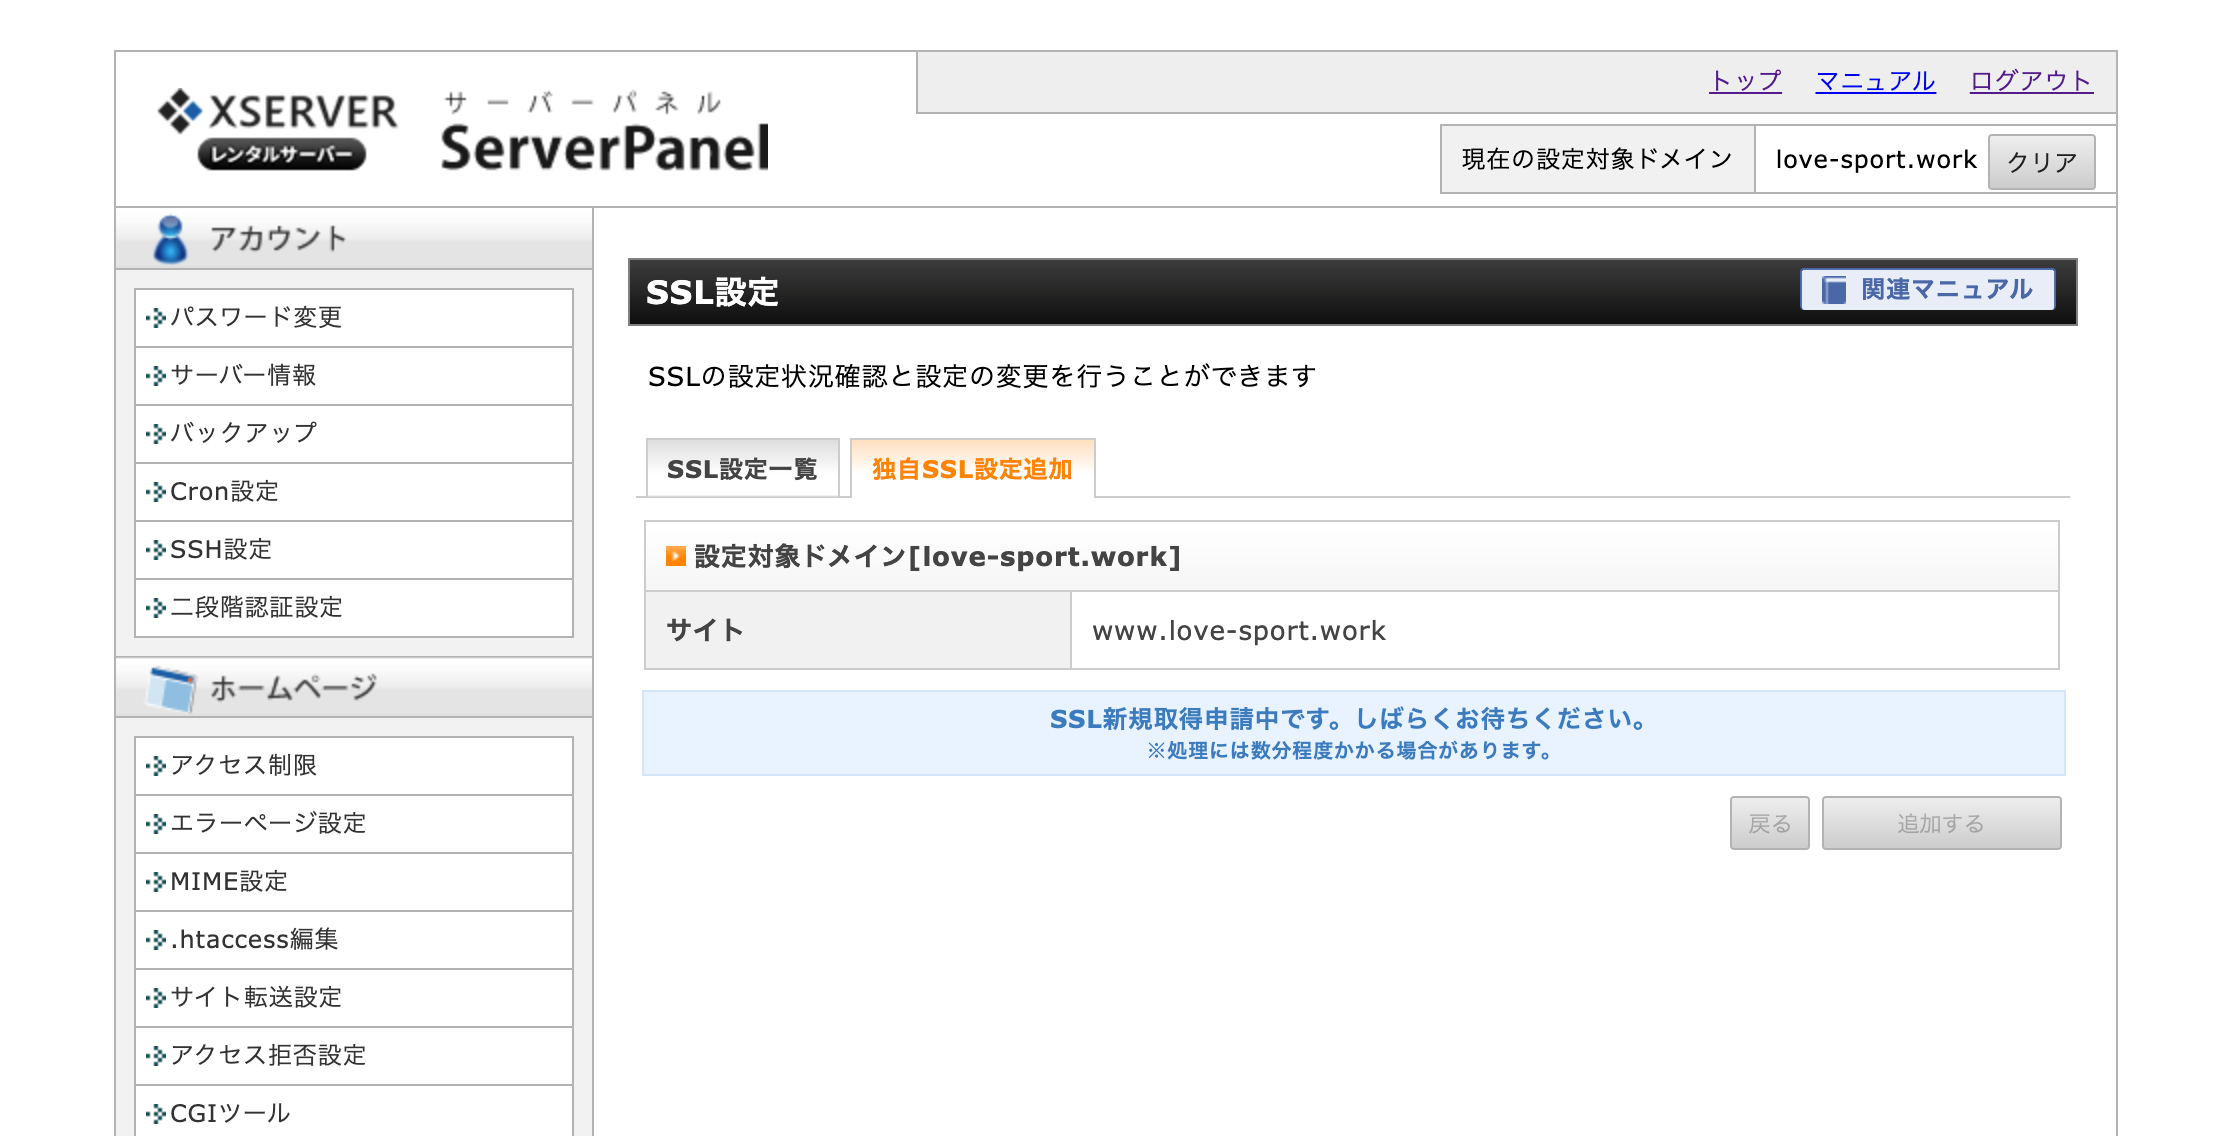 XSERVER
レンタルサーバー
サーバーパネル
ServerPanel
トップ マニュアル ログアウト
現在の設定対象ドメイン love-sport.work クリア
アカウント
パスワード変更
サーバー情報
バックアップ
Cron設定
SSH設定
二段階認証設定
ホームページ
アクセス制限
エラーページ設定
MIME設定
.htaccess編集
サイト転送設定
アクセス拒否設定
CGIツール
SSL設定 関連マニュアル
SSLの設定状況確認と設定の変更を行うことができます
SSL設定一覧 独自SSL設定追加
設定対象ドメイン[love-sport.work]
サイト www.love-sport.work
SSL新規取得申請中です。しばらくお待ちください。
※処理には数分程度かかる場合があります。
戻る 追加する